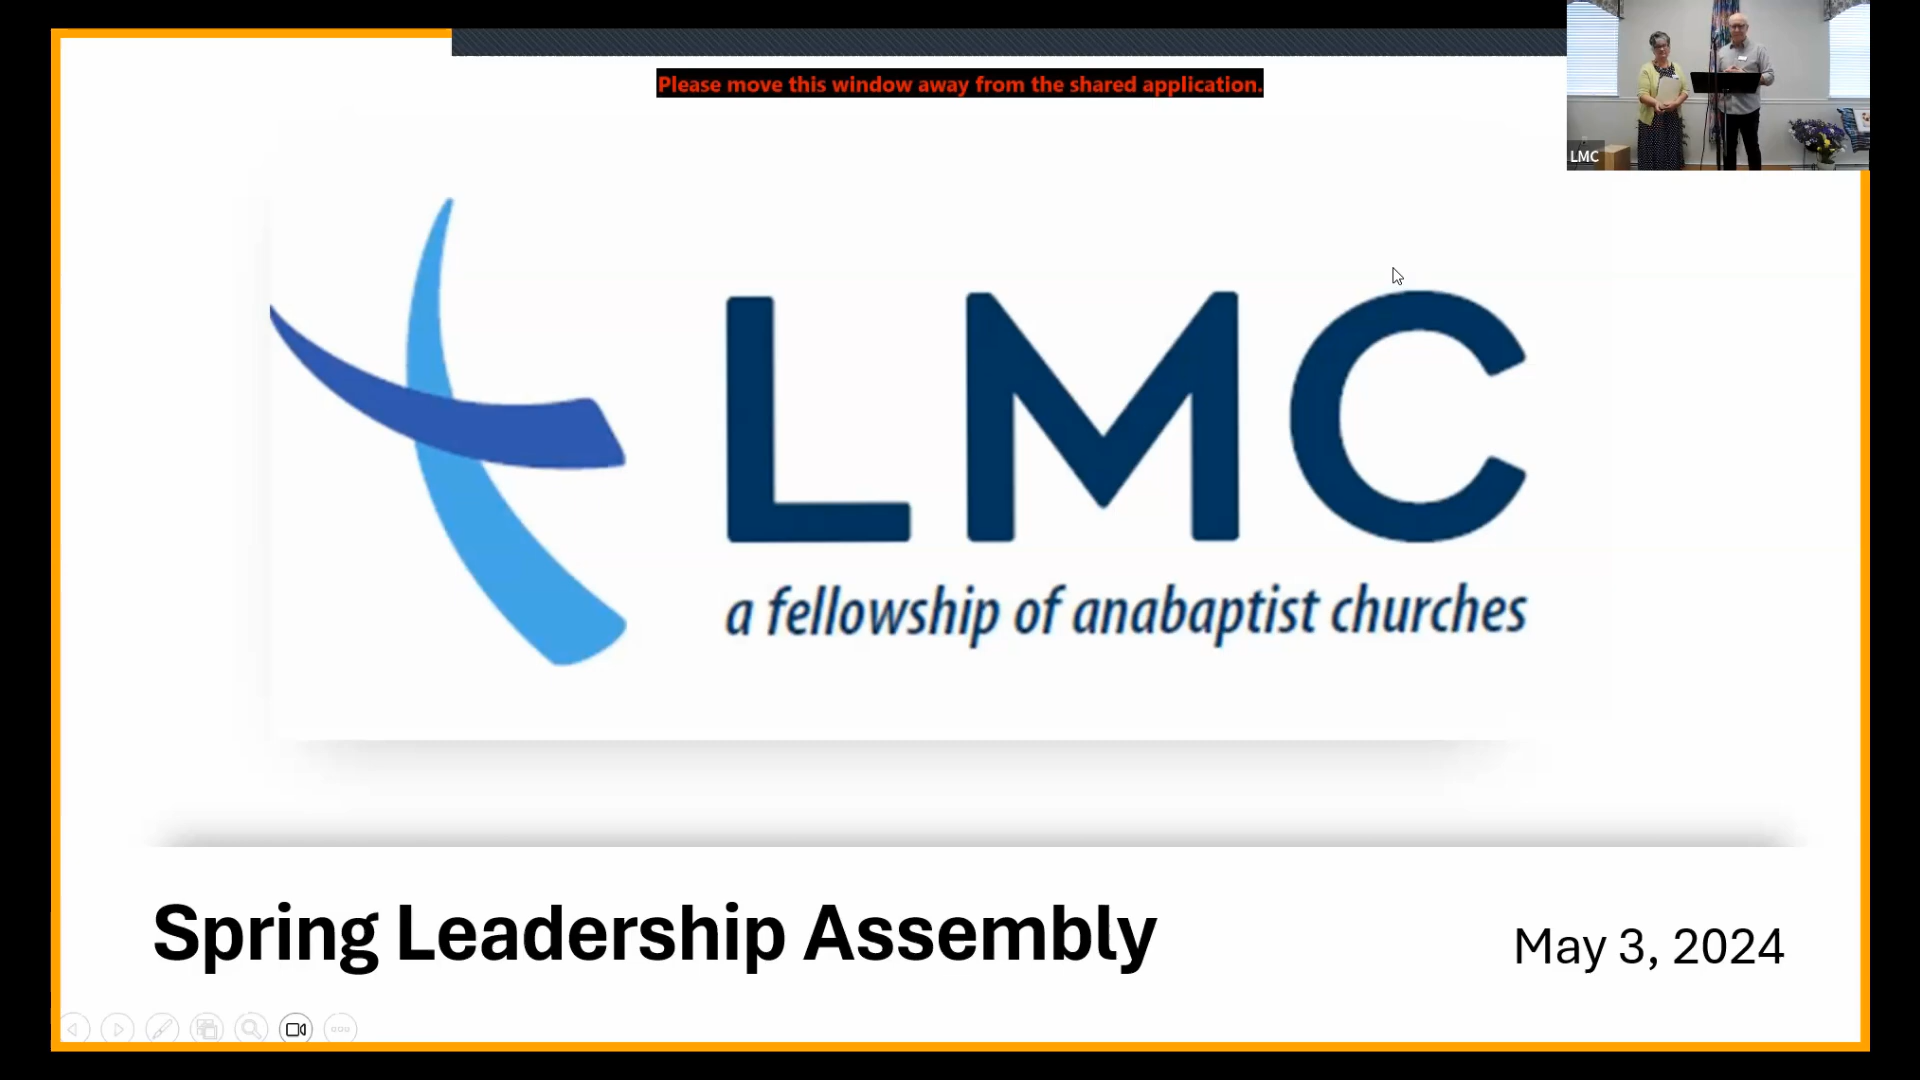 Please move this window away from the shared application.
LMC
LMC
a fellowship of anabaptist churches
Spring Leadership Assembly
May 3, 2024